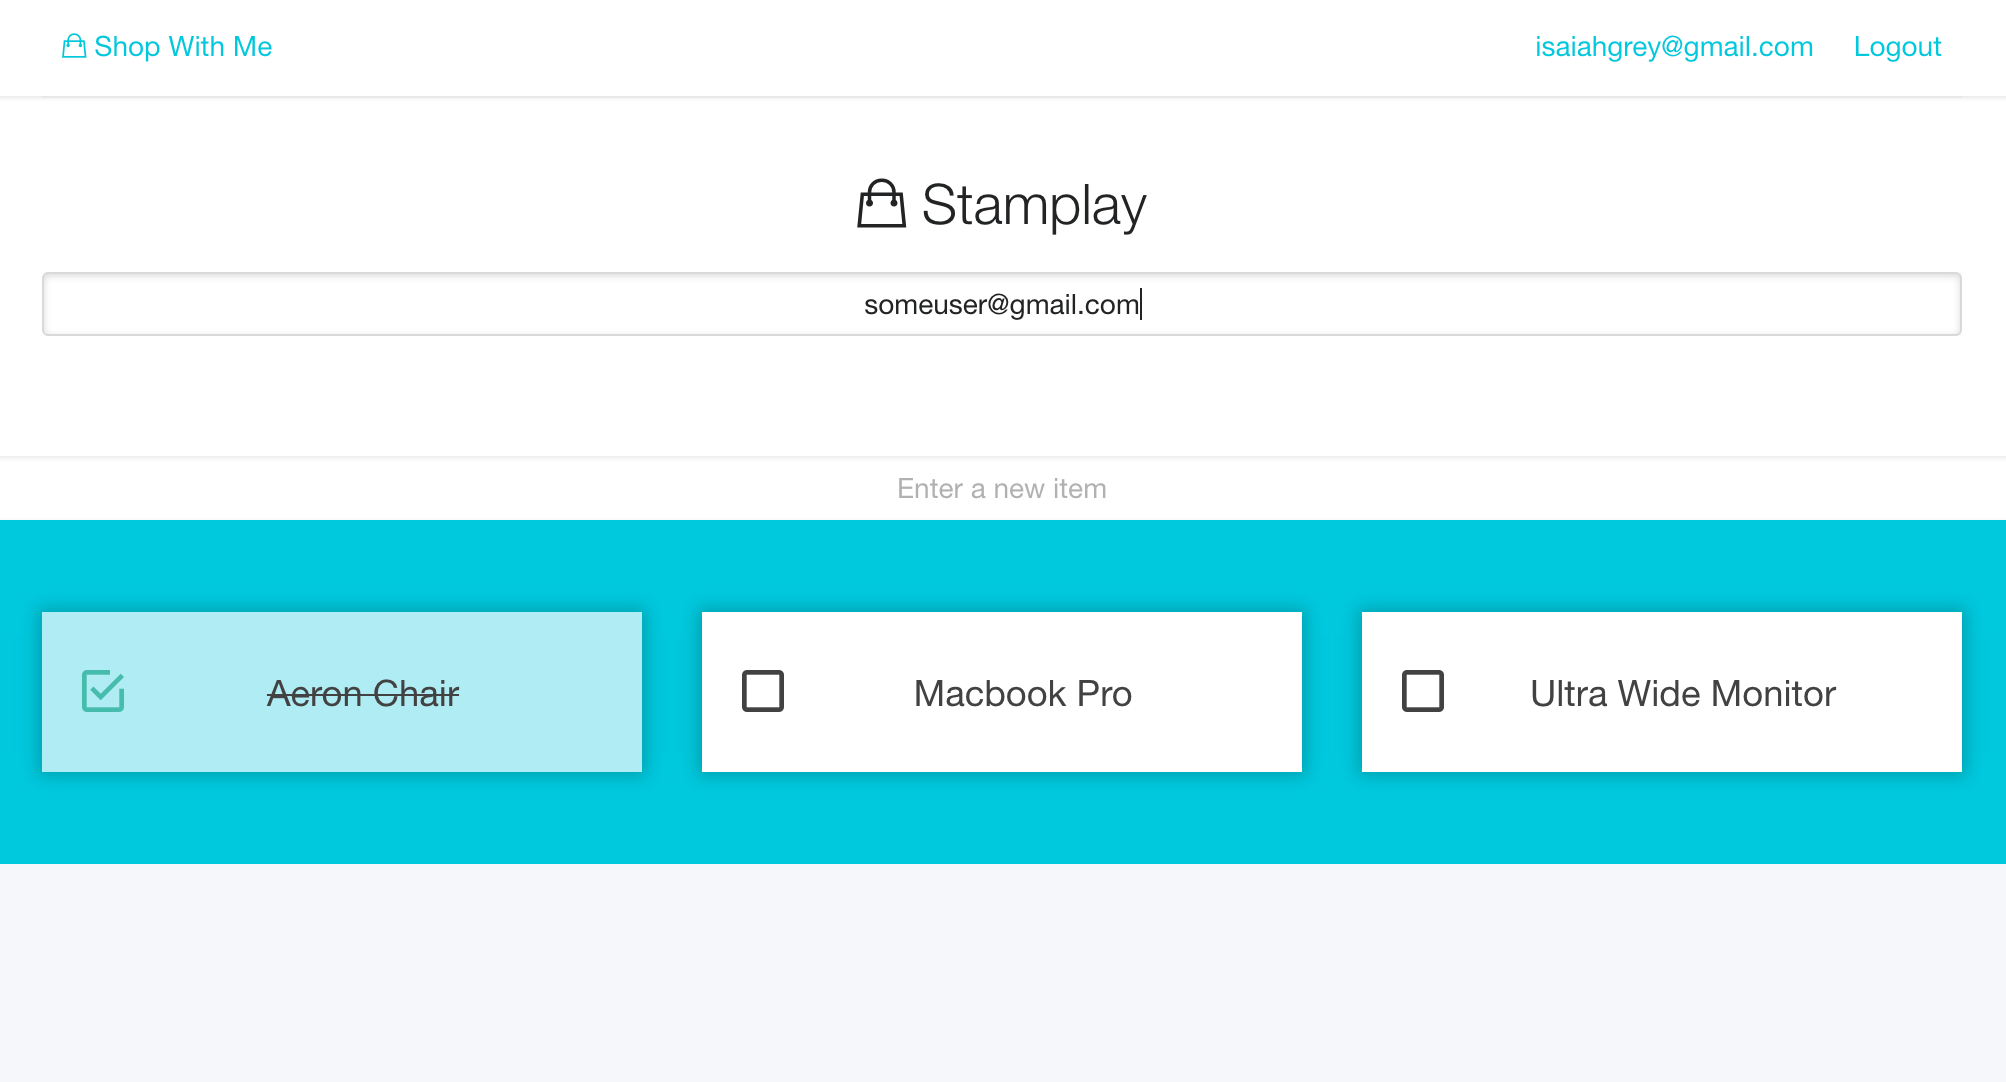 Shop With Me
isaiahgrey@gmail.com Logout
Stamplay
someuser@gmail.com
Enter a new item
Aeron Chair
Macbook Pro
Ultra Wide Monitor